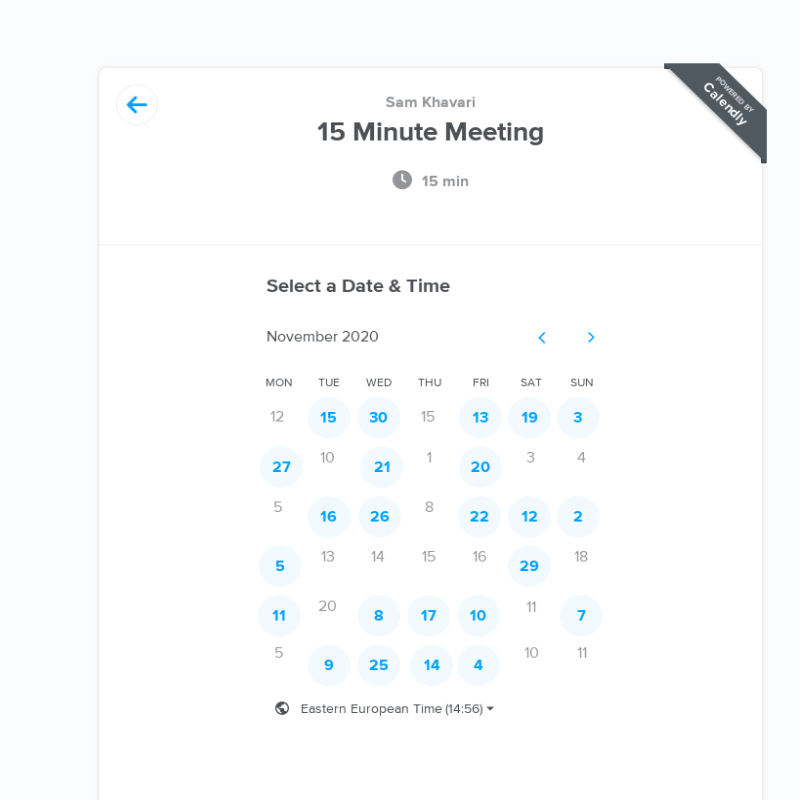 Sam Khavari
POWERED BY
Calendly
15 Minute Meeting
15 min
Select a Date & Time
November 2020
MON TUE WED THU FRI SAT SUN
12 15 30 15 13 19 3
27 10 21 1 20 3 4
5 16 26 8 22 12 2
5 13 14 15 16 29 18
11 20 8 17 10 11 7
5 9 25 14 4 10 11
Eastern European Time (14:56)